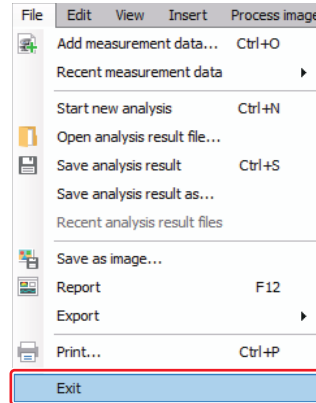 File Edit View Insert Process image
Add measurement data... Ctrl+O
Recent measurement data
Start new analysis Ctrl+N
Open analysis result file...
Save analysis result Ctrl+S
Save analysis result as...
Recent analysis result files
Save as image...
Report F12
Export
Print... Ctrl+P
Exit